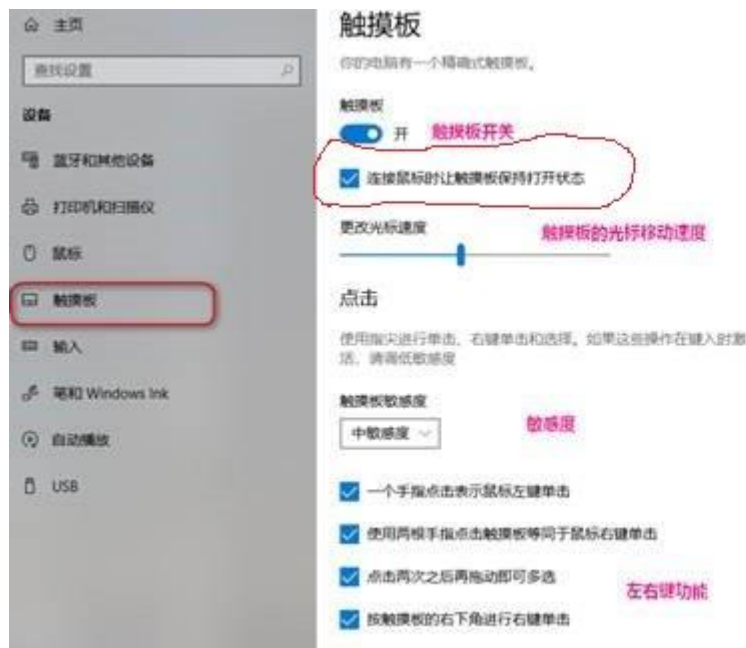 主页
查找设置
设备
蓝牙和其他设备
打印机和扫描仪
鼠标
触摸板
输入
笔和 Windows Ink
自动播放
USB
触摸板
你的电脑有一个精确式触摸板。
触摸板
开 触摸板开关
连接鼠标时让触摸板保持打开状态
更改光标速度
触摸板的光标移动速度
点击
使用指尖进行单击、右键单击和选择。如果这些操作在键入时激
活，请调低敏感度
触摸板敏感度
中敏感度
敏感度
一个手指点击表示鼠标左键单击
使用两根手指点击触摸板等同于鼠标右键单击
点击两次之后再拖动即可多选
左右键功能
按触摸板的右下角进行右键单击